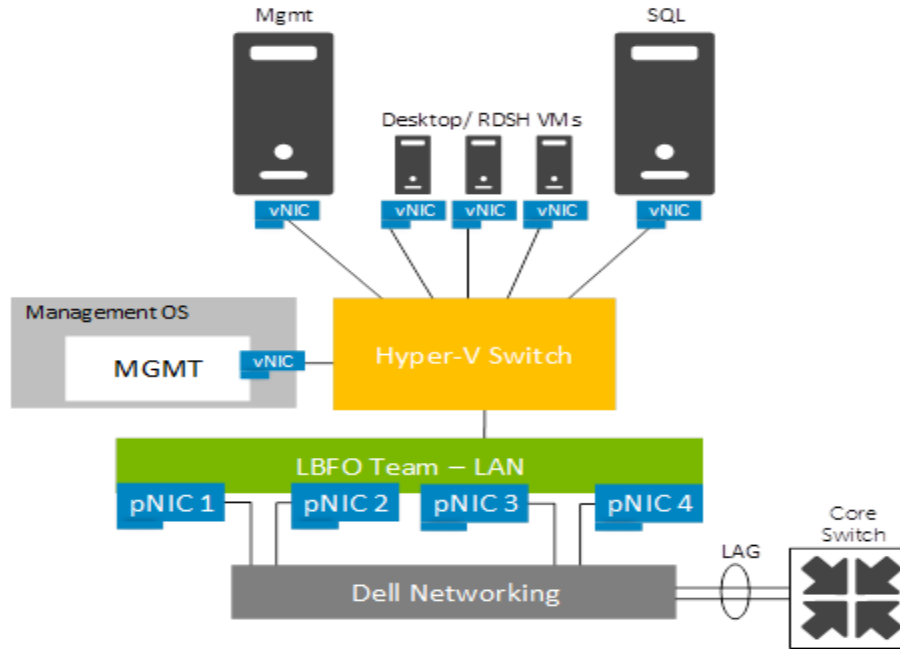 Mgmt
SQL
Desktop/ RDSH VMs
vNIC
vNIC
vNIC
vNIC
vNIC
Management OS
MGMT
vNIC
Hyper-V Switch
LBFO Team – LAN
pNIC 1
pNIC 2
pNIC 3
pNIC 4
Core
Switch
LAG
Dell Networking